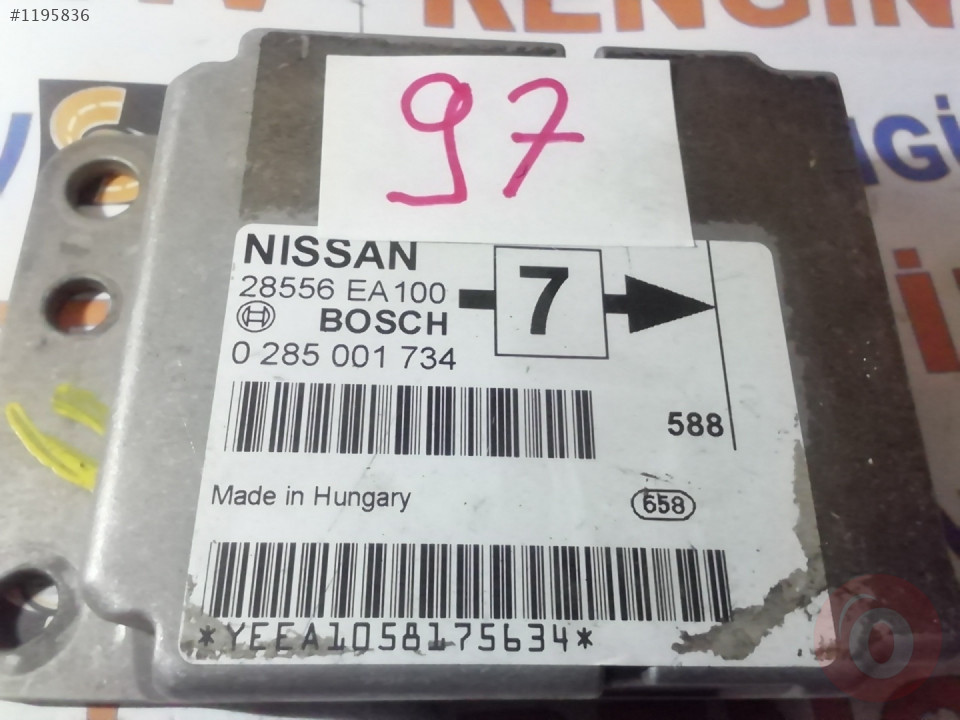 #1195836
97
NISSAN
28556 EA100
BOSCH
0 285 001 734
7
588
Made in Hungary
658
*YEEA1058175634*